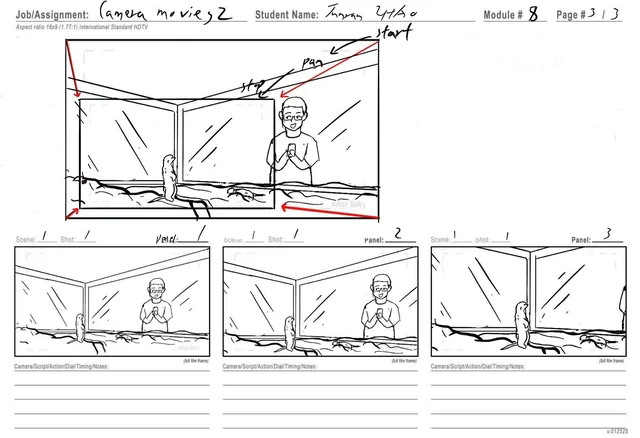 Job/Assignment: Camera movies 2 Student Name: Module # 8 Page # 3 / 3
Aspect ratio 16x9 (1.77:1) International Standard HDTV
start
pan
stop
Scene: 1 Shot: 1 Panel: 1
Scene: 1 Shot: 1 Panel: 2
Scene: 1 Shot: 1 Panel: 3
(full film frame)
(full film frame)
(full film frame)
Camera/Script/Action/Dial/Timing/Notes:
Camera/Script/Action/Dial/Timing/Notes:
Camera/Script/Action/Dial/Timing/Notes:
v.012526